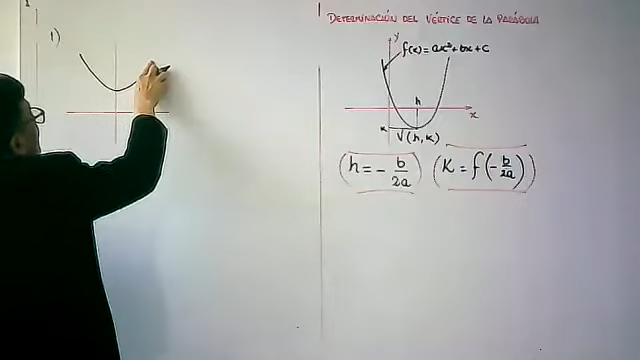 1)
DETERMINACIÓN DEL VÉRTICE DE LA PARÁBOLA
y
f(x) = ax² + bx + c
h
x
K
V(h, K)
(h = - b/2a) (K = f(- b/2a))